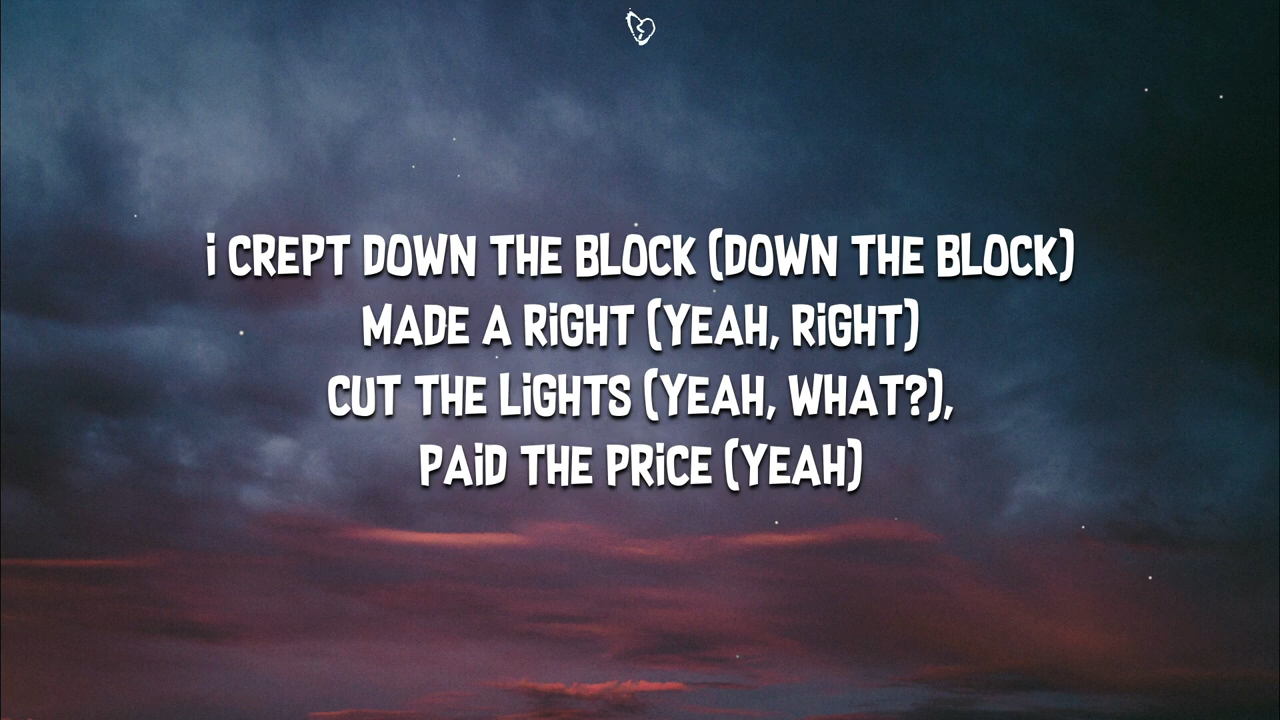 i CREPT DOWN THE BLOCK (DOWN THE BLOCK)
MADE A RiGHT (YEAH, RiGHT)
CUT THE LiGHTS (YEAH, WHAT?),
PAiD THE PRiCE (YEAH)